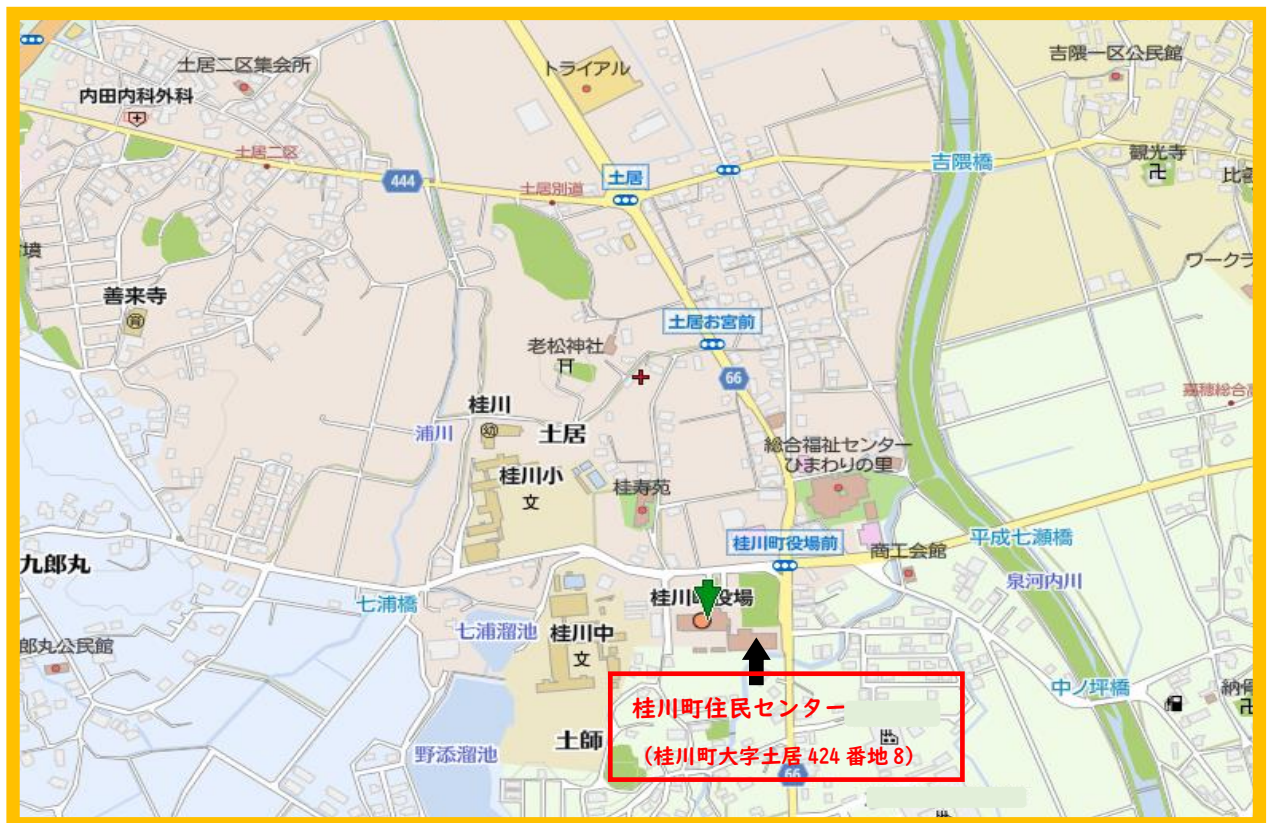 土居二区集会所
内田内科外科
トライアル
吉隈一区公民館
土居二区
444
土居別道
土居
吉隈橋
観光寺
善来寺
土居お宮前
ワークラ
老松神社
66
嘉穂総合高
桂川
浦川
土居
桂川小
文
総合福祉センター
ひまわりの里
桂寿苑
桂川町役場前
商工会館
平成七瀬橋
九郎丸
泉河内川
七浦橋
桂川町役場
七浦溜池
桂川中
文
郎丸公民館
中ノ坪橋
納骨
桂川町住民センター
(桂川町大字土居 424 番地 8)
土師
野添溜池
66